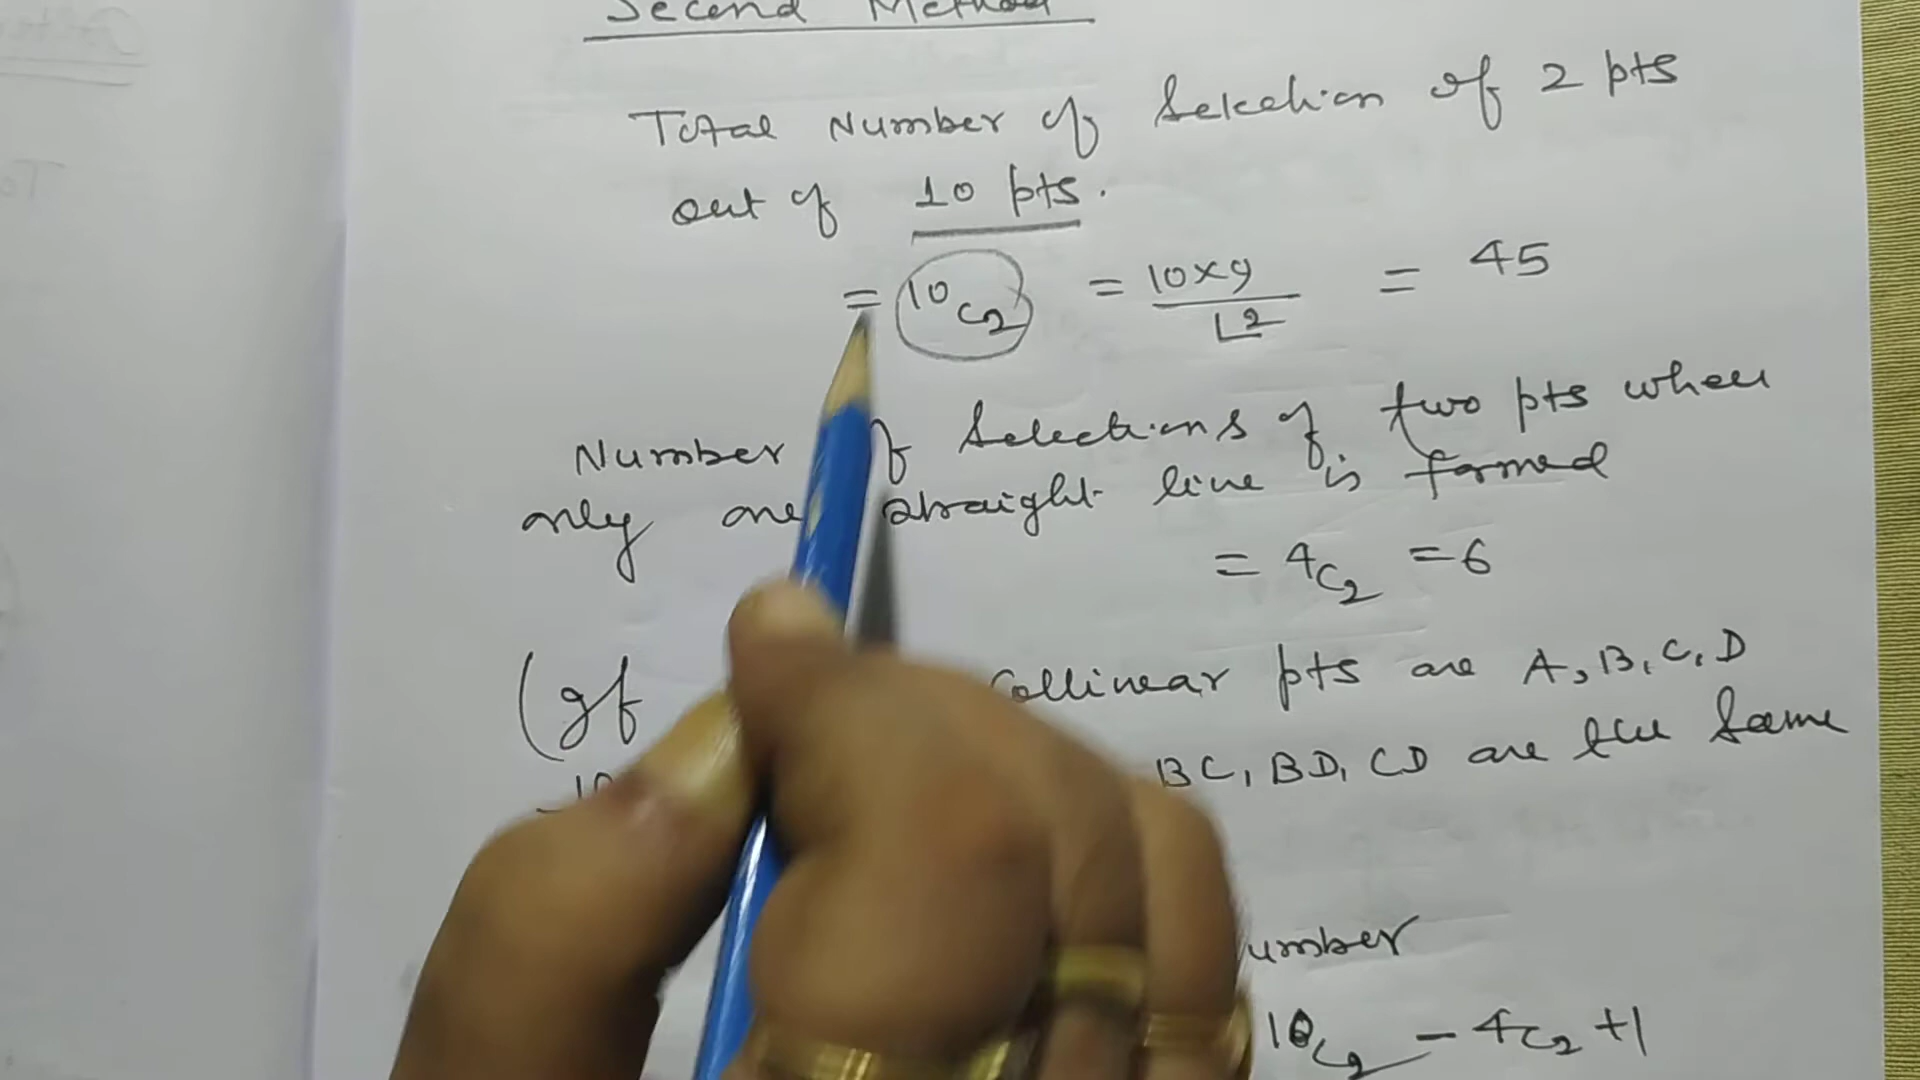 Second Method
Total Number of Selection of 2 pts
out of 10 pts.
= 10C2 = 10×9 / L2 = 45
Number of Selections of two pts when
only one straight line is formed
= 4C2 = 6
(If Collinear pts are A, B, C, D
BC, BD, CD are the Same
10C2 - 4C2 +1